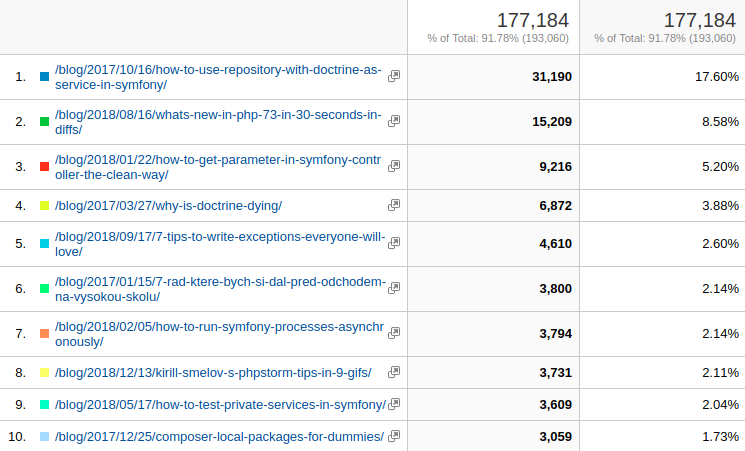 177,184 177,184
% of Total: 91.78% (193,060) % of Total: 91.78% (193,060)
1. /blog/2017/10/16/how-to-use-repository-with-doctrine-as-
service-in-symfony/ 31,190 17.60%
2. /blog/2018/08/16/whats-new-in-php-73-in-30-seconds-in-
diffs/ 15,209 8.58%
3. /blog/2018/01/22/how-to-get-parameter-in-symfony-contr
oller-the-clean-way/ 9,216 5.20%
4. /blog/2017/03/27/why-is-doctrine-dying/ 6,872 3.88%
5. /blog/2018/09/17/7-tips-to-write-exceptions-everyone-will-
love/ 4,610 2.60%
6. /blog/2017/01/15/7-rad-ktere-bych-si-dal-pred-odchodem-
na-vysokou-skolu/ 3,800 2.14%
7. /blog/2018/02/05/how-to-run-symfony-processes-asynchr
onously/ 3,794 2.14%
8. /blog/2018/12/13/kirill-smelov-s-phpstorm-tips-in-9-gifs/ 3,731 2.11%
9. /blog/2018/05/17/how-to-test-private-services-in-symfony/ 3,609 2.04%
10. /blog/2017/12/25/composer-local-packages-for-dummies/ 3,059 1.73%